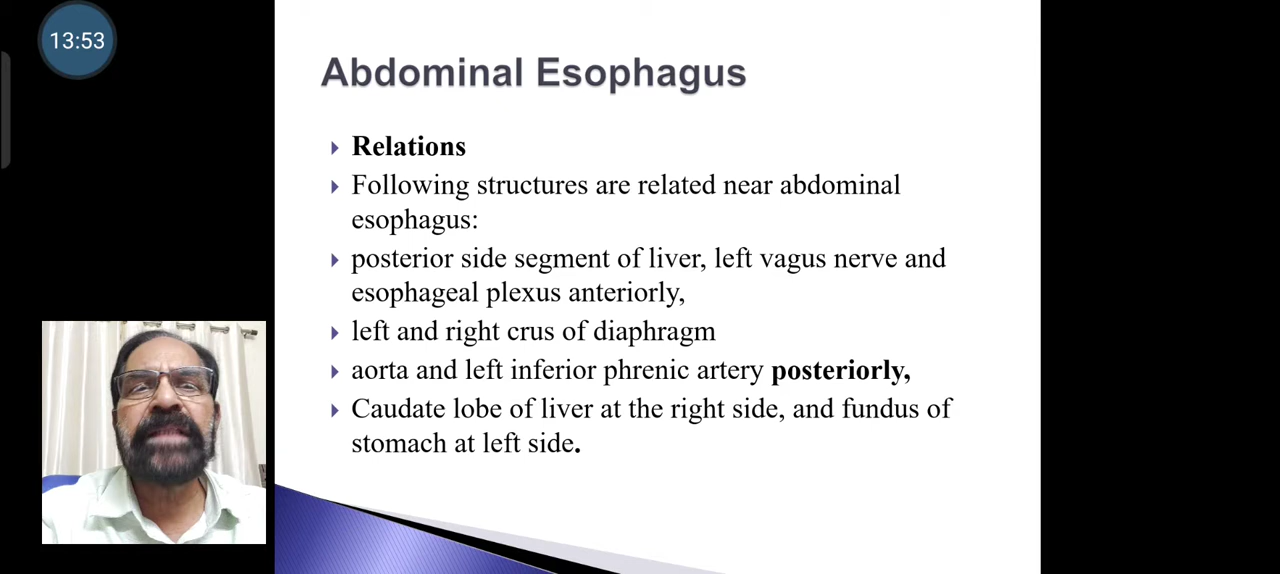 13:53
Abdominal Esophagus
Relations
Following structures are related near abdominal
esophagus:
posterior side segment of liver, left vagus nerve and
esophageal plexus anteriorly,
left and right crus of diaphragm
aorta and left inferior phrenic artery posteriorly,
Caudate lobe of liver at the right side, and fundus of
stomach at left side.